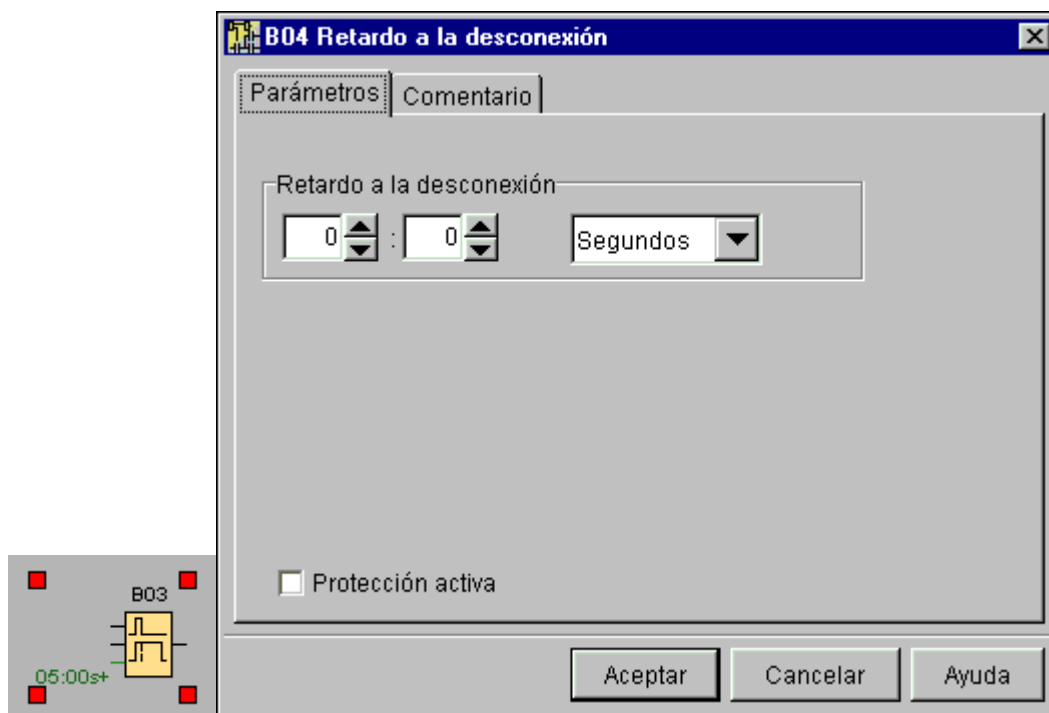 B04 Retardo a la desconexión
Parámetros Comentario
Retardo a la desconexión
0 : 0 Segundos
Protección activa
Aceptar Cancelar Ayuda
B03
05:00s+